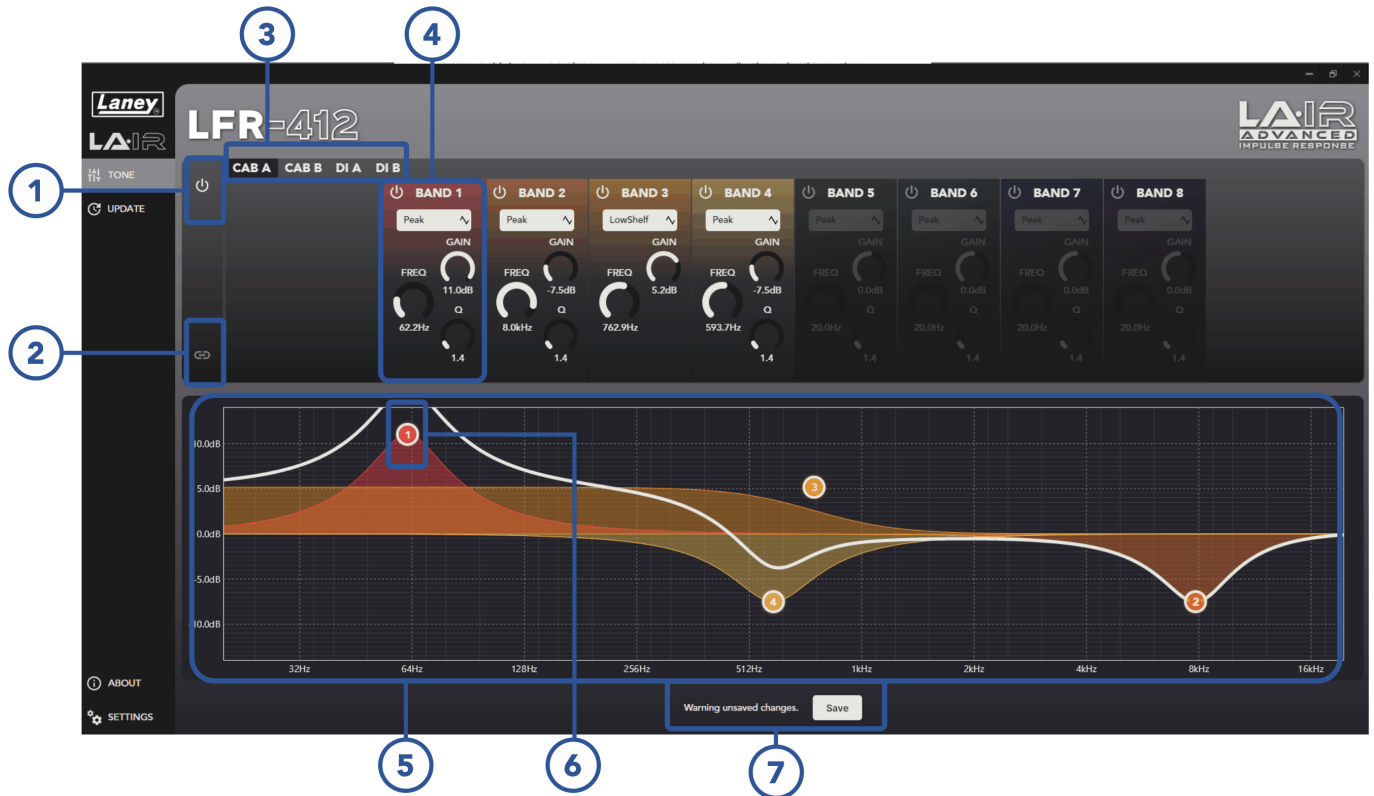 3
4
Laney
LA·IR
LFR-412
LA·IR
ADVANCED
IMPULSE RESPONSE
CAB A CAB B DI A DI B
1
TONE
UPDATE
BAND 1 BAND 2 BAND 3 BAND 4 BAND 5 BAND 6 BAND 7 BAND 8
Peak Peak LowShelf Peak Peak Peak Peak Peak
GAIN GAIN GAIN GAIN GAIN GAIN GAIN GAIN
FREQ FREQ FREQ FREQ FREQ FREQ FREQ FREQ
11.0dB -7.5dB 5.2dB -7.5dB 0.0dB 0.0dB 0.0dB 0.0dB
Q Q Q Q Q Q Q
62.2Hz 8.0kHz 762.9Hz 593.7Hz 20.0Hz 20.0Hz 20.0Hz 20.0Hz
1.4 1.4 1.4 1.4 1.4 1.4 1.4
2
10.0dB
5.0dB
0.0dB
-5.0dB
10.0dB
1
3
4
2
32Hz 64Hz 128Hz 256Hz 512Hz 1kHz 2kHz 4kHz 8kHz 16kHz
ABOUT
SETTINGS
Warning unsaved changes. Save
5
6
7